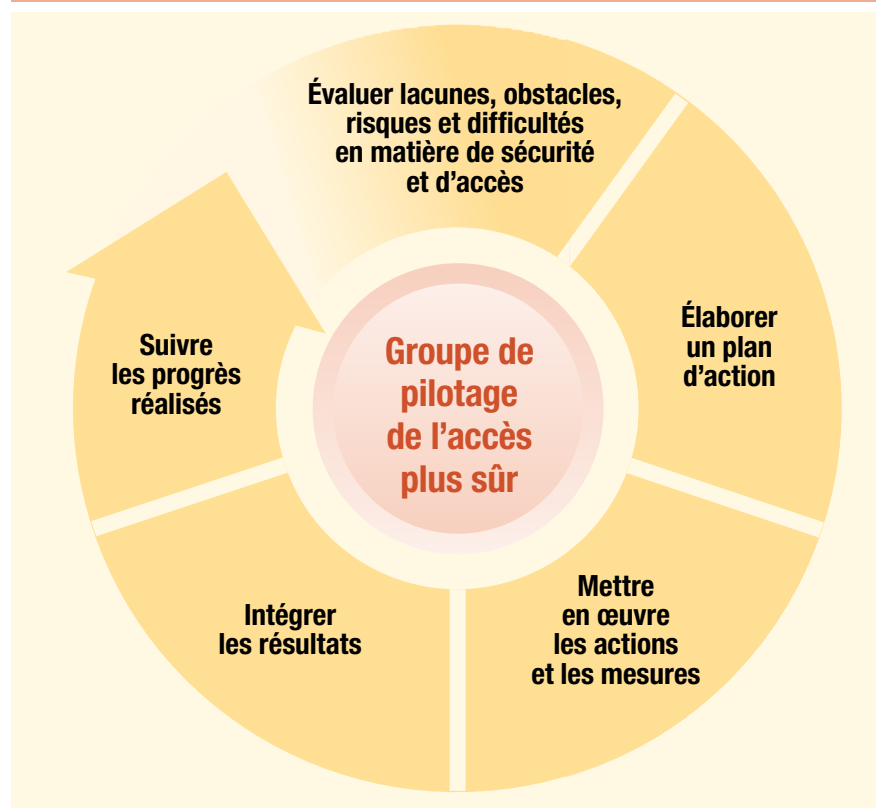 Évaluer lacunes, obstacles,
risques et difficultés
en matière de sécurité
et d'accès
Élaborer
un plan
d'action
Mettre
en œuvre
les actions
et les mesures
Intégrer
les résultats
Suivre
les progrès
réalisés
Groupe de
pilotage
de l'accès
plus sûr